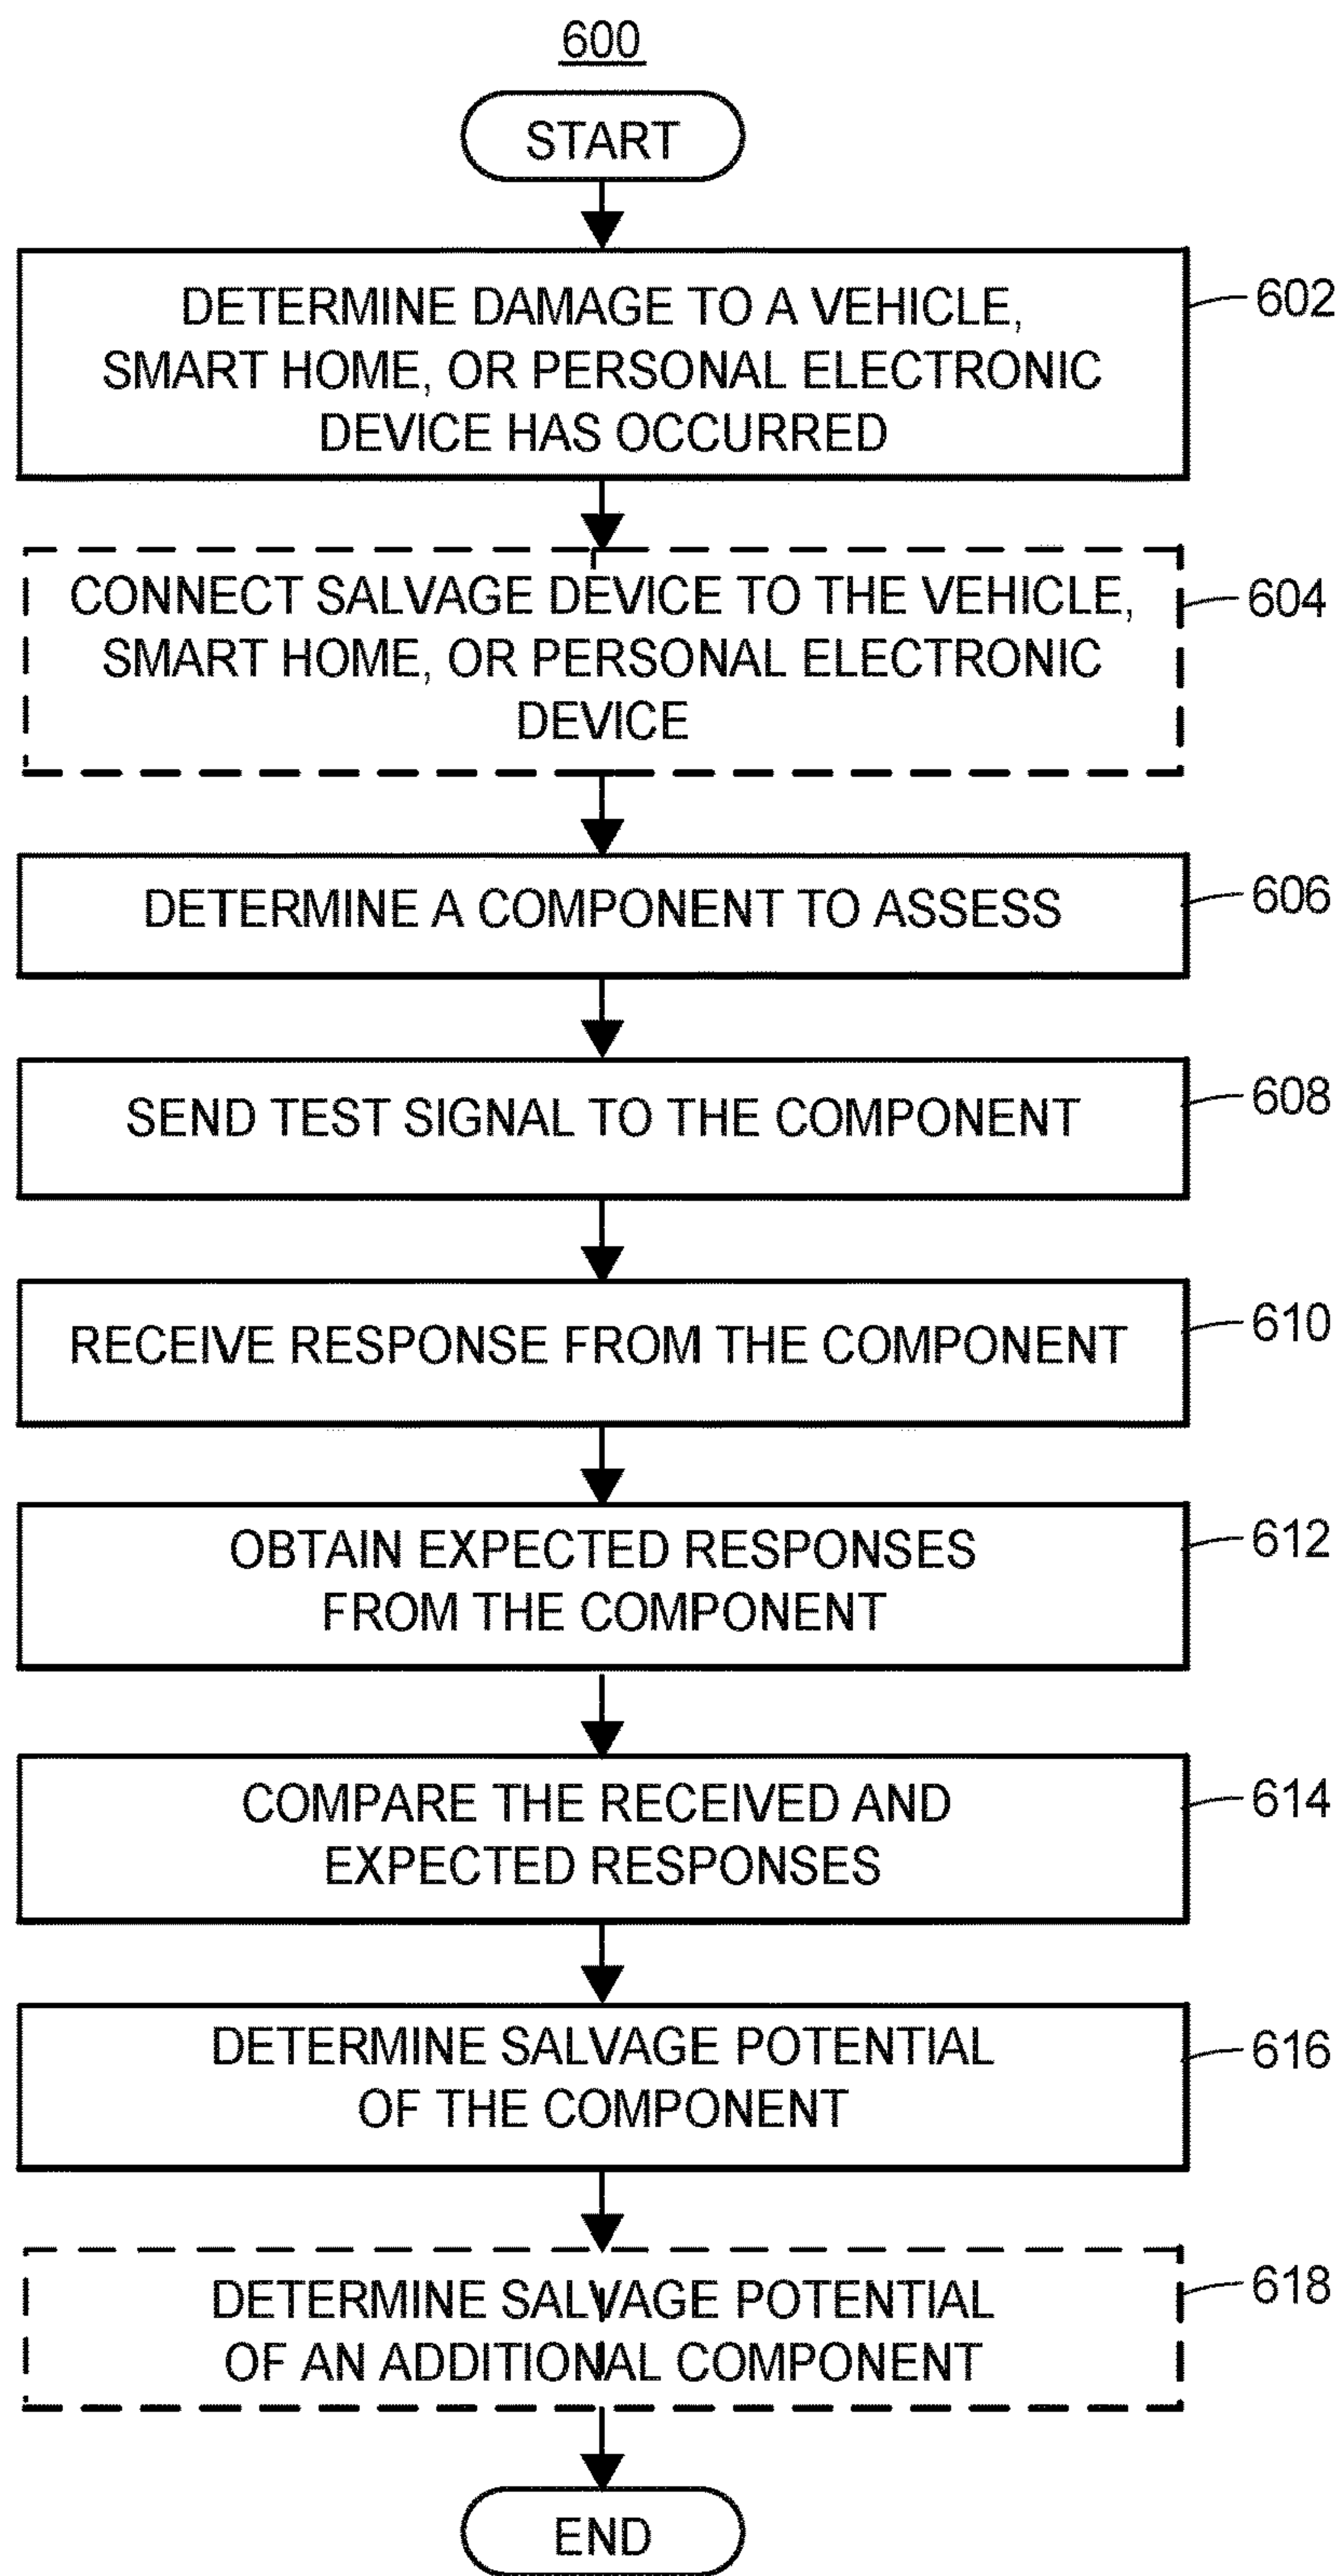 600
START
DETERMINE DAMAGE TO A VEHICLE,
SMART HOME, OR PERSONAL ELECTRONIC
DEVICE HAS OCCURRED
602
CONNECT SALVAGE DEVICE TO THE VEHICLE,
SMART HOME, OR PERSONAL ELECTRONIC
DEVICE
604
DETERMINE A COMPONENT TO ASSESS
606
SEND TEST SIGNAL TO THE COMPONENT
608
RECEIVE RESPONSE FROM THE COMPONENT
610
OBTAIN EXPECTED RESPONSES
FROM THE COMPONENT
612
COMPARE THE RECEIVED AND
EXPECTED RESPONSES
614
DETERMINE SALVAGE POTENTIAL
OF THE COMPONENT
616
DETERMINE SALVAGE POTENTIAL
OF AN ADDITIONAL COMPONENT
618
END